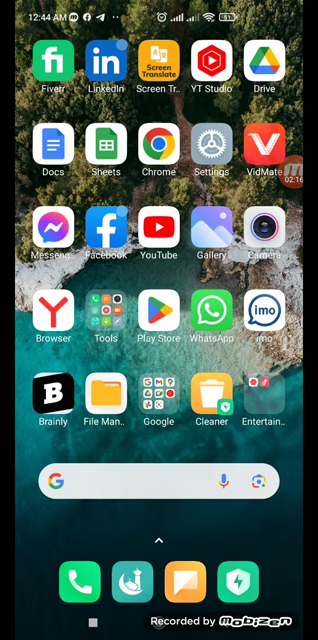 12:44 AM 51
Fiverr LinkedIn Screen Tr.. YT Studio Drive
Screen
Translate
Docs Sheets Chrome Settings VidMate
02:16
Messeng Facebook YouTube Gallery Camera
Browser Tools Play Store WhatsApp imo
imo
Brainly File Man.. Google Cleaner Entertain..
Recorded by mobizen